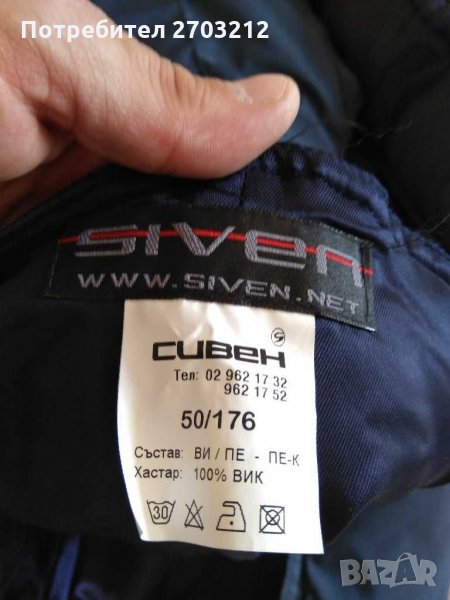 Потребител 2703212
siven
WWW.SIVEN.NET
СИВЕН
Тел: 02 962 17 32
962 17 52
50/176
Състав: ВИ / ПЕ - ПЕ-К
Хастар: 100% ВИК
30
BAZAR